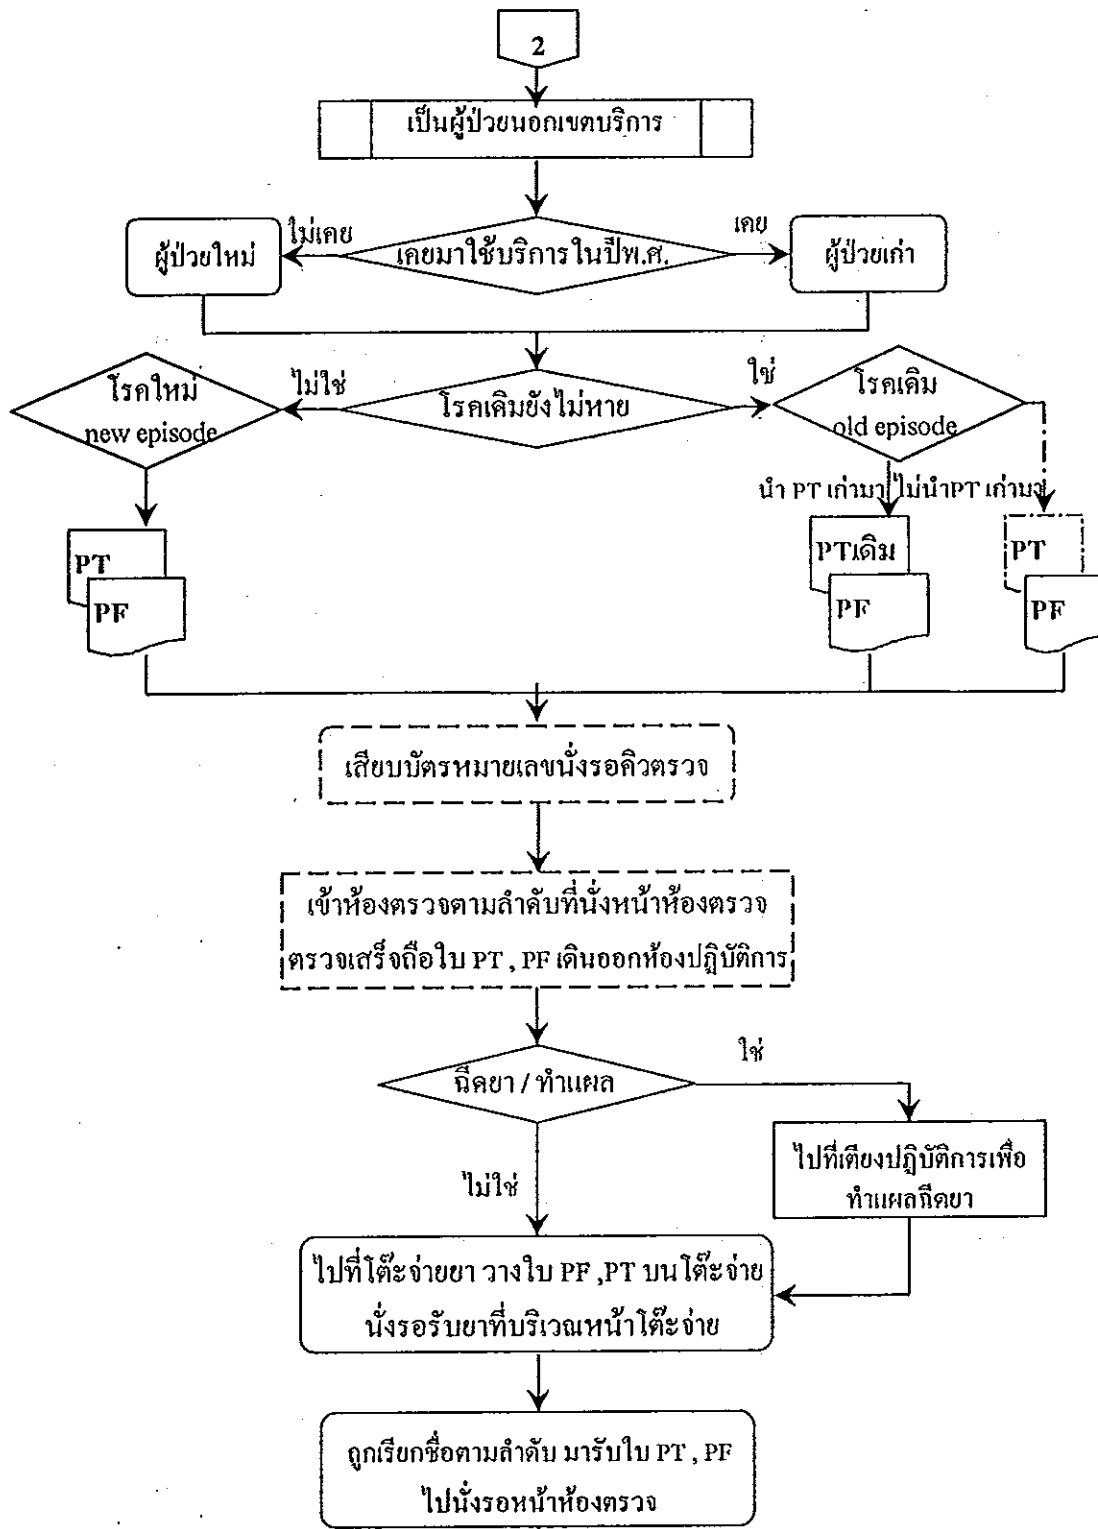 2
เป็นผู้ป่วยนอกเขตบริการ
ไม่เคย
เคย
ผู้ป่วยใหม่
เคยมาใช้บริการในปีพ.ศ.
ผู้ป่วยเก่า
ไม่ใช่
ใช่
โรคใหม่
new episode
โรคเดิมยังไม่หาย
โรคเดิม
old episode
นำ PT เก่ามา
ไม่นำPT เก่ามา
PT
PF
PTเดิม
PF
PT
PF
เสียบบัตรหมายเลขนั่งรอคิวตรวจ
เข้าห้องตรวจตามลำดับที่นั่งหน้าห้องตรวจ
ตรวจเสร็จถือใบ PT , PF เดินออกห้องปฏิบัติการ
ฉีดยา / ทำแผล
ใช่
ไม่ใช่
ไปที่เตียงปฏิบัติการเพื่อ
ทำแผลฉีดยา
ไปที่โต๊ะจ่ายยา วางใบ PF ,PT บนโต๊ะจ่าย
นั่งรอรับยาที่บริเวณหน้าโต๊ะจ่าย
ถูกเรียกชื่อตามลำดับ มารับใบ PT , PF
ไปนั่งรอหน้าห้องตรวจ